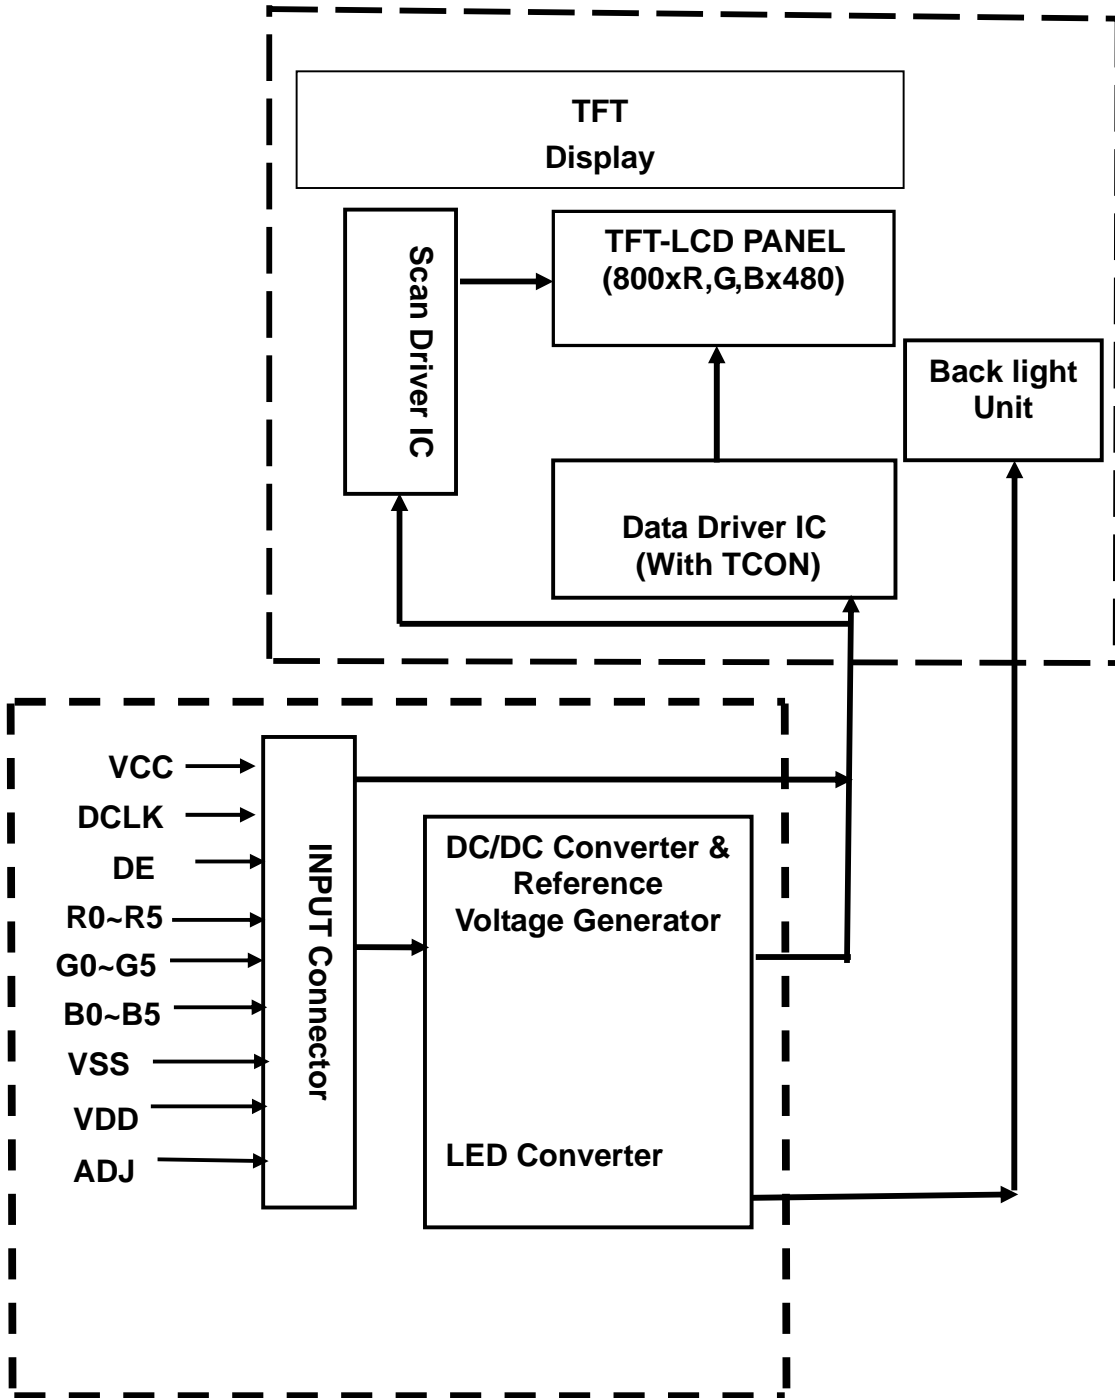 TFT
Display
Scan Driver IC
TFT-LCD PANEL
(800xR,G,Bx480)
Back light
Unit
Data Driver IC
(With TCON)
VCC
DCLK
DE
R0~R5
G0~G5
B0~B5
VSS
VDD
ADJ
INPUT Connector
DC/DC Converter &
Reference
Voltage Generator
LED Converter